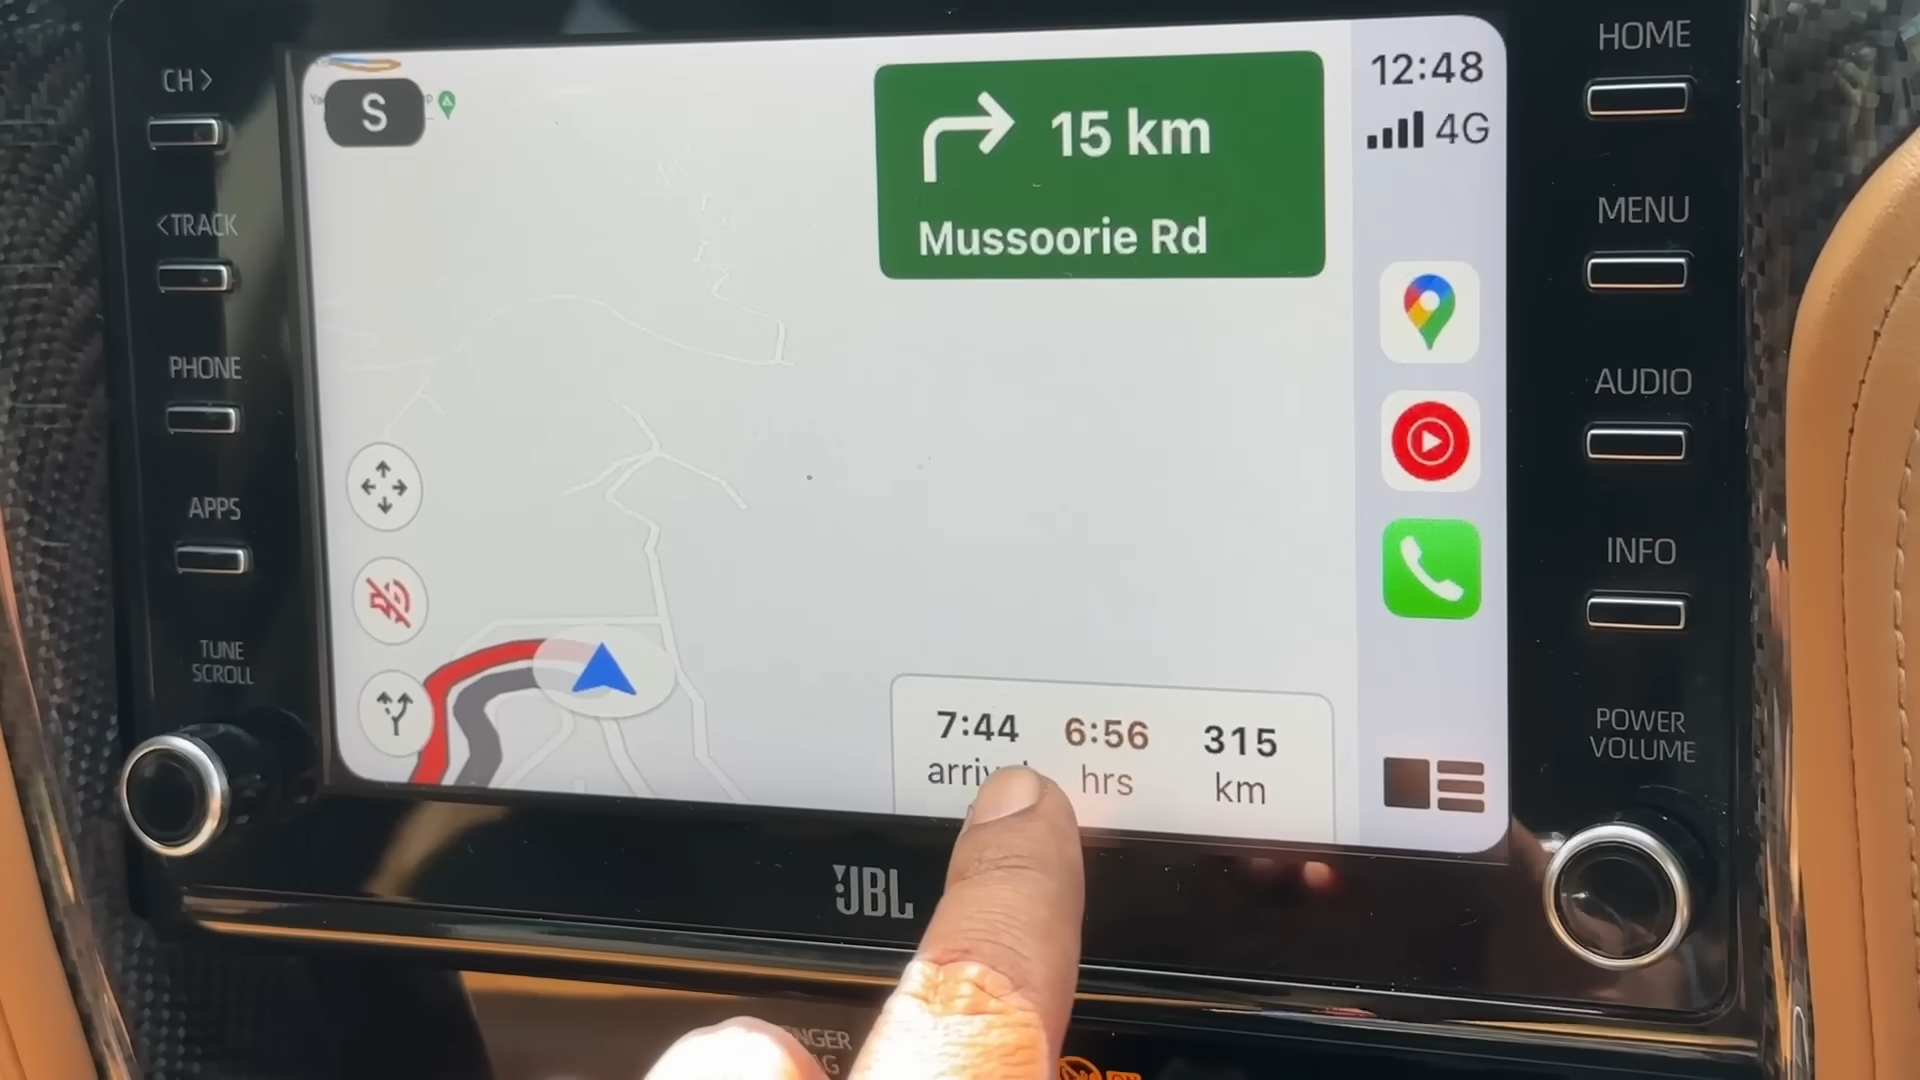 CH>
<TRACK
PHONE
APPS
TUNE
SCROLL
S
15 km
Mussoorie Rd
7:44 6:56 315
hrs km
12:48
4G
HOME
MENU
AUDIO
INFO
POWER
VOLUME
JBL